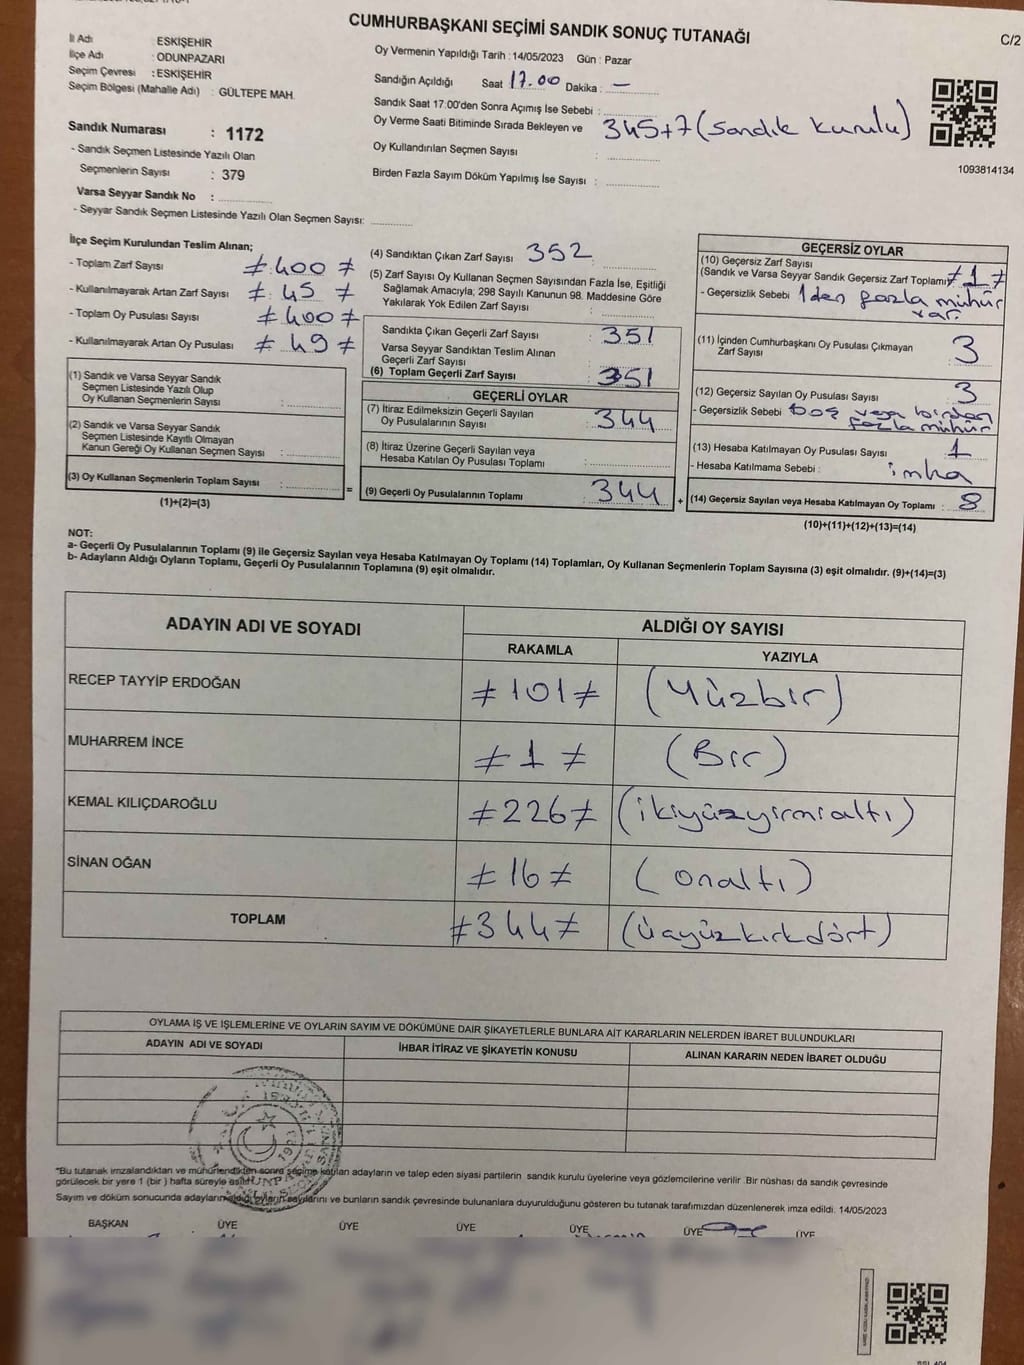 CUMHURBAŞKANI SEÇİMİ SANDIK SONUÇ TUTANAĞI
C/2
İl Adı : ESKİŞEHİR
İlçe Adı : ODUNPAZARI
Seçim Çevresi : ESKİŞEHİR
Seçim Bölgesi (Mahalle Adı) : GÜLTEPE MAH.
Sandık Numarası : 1172
- Sandık Seçmen Listesinde Yazılı Olan
Seçmenlerin Sayısı : 379
Varsa Seyyar Sandık No :
- Seyyar Sandık Seçmen Listesinde Yazılı Olan Seçmen Sayısı:
Oy Vermenin Yapıldığı Tarih : 14/05/2023 Gün : Pazar
Sandığın Açıldığı Saat 17.00 Dakika : —
Sandık Saat 17:00'den Sonra Açımış İse Sebebi :
Oy Verme Saati Bitiminde Sırada Bekleyen ve 345+7 (sandık kurulu)
Oy Kullandırılan Seçmen Sayısı :
Birden Fazla Sayım Döküm Yapılmış İse Sayısı :
1093814134
İlçe Seçim Kurulundan Teslim Alınan;
- Toplam Zarf Sayısı ≠ 400 ≠
- Kullanılmayarak Artan Zarf Sayısı ≠ 45 ≠
- Toplam Oy Pusulası Sayısı ≠ 400 ≠
- Kullanılmayarak Artan Oy Pusulası ≠ 49 ≠
(1) Sandık ve Varsa Seyyar Sandık
Seçmen Listesinde Yazılı Olup
Oy Kullanan Seçmenlerin Sayısı :
(2) Sandık ve Varsa Seyyar Sandık
Seçmen Listesinde Kayıtlı Olmayan
Kanun Gereği Oy Kullanan Seçmen Sayısı :
(3) Oy Kullanan Seçmenlerin Toplam Sayısı :
(1)+(2)=(3)
=
(4) Sandıktan Çıkan Zarf Sayısı 352
(5) Zarf Sayısı Oy Kullanan Seçmen Sayısından Fazla İse, Eşitliği
Sağlamak Amacıyla; 298 Sayılı Kanunun 98. Maddesine Göre
Yakılarak Yok Edilen Zarf Sayısı :
Sandıkta Çıkan Geçerli Zarf Sayısı : 351
Varsa Seyyar Sandıktan Teslim Alınan
Geçerli Zarf Sayısı :
(6) Toplam Geçerli Zarf Sayısı : 351
GEÇERLİ OYLAR
(7) İtiraz Edilmeksizin Geçerli Sayılan
Oy Pusulalarının Sayısı : 344
(8) İtiraz Üzerine Geçerli Sayılan veya
Hesaba Katılan Oy Pusulası Toplamı :
(9) Geçerli Oy Pusulalarının Toplamı : 344
+
GEÇERSİZ OYLAR
(10) Geçersiz Zarf Sayısı
(Sandık ve Varsa Seyyar Sandık Geçersiz Zarf Toplamı) ≠ 1 ≠
- Geçersizlik Sebebi 1den fazla mühür
var.
(11) İçinden Cumhurbaşkanı Oy Pusulası Çıkmayan
Zarf Sayısı 3
(12) Geçersiz Sayılan Oy Pusulası Sayısı 3
- Geçersizlik Sebebi boş veya birden
fazla mühür
(13) Hesaba Katılmayan Oy Pusulası Sayısı 1
- Hesaba Katılmama Sebebi : imha
(14) Geçersiz Sayılan veya Hesaba Katılmayan Oy Toplamı : 8
(10)+(11)+(12)+(13)=(14)
NOT:
a- Geçerli Oy Pusulalarının Toplamı (9) ile Geçersiz Sayılan veya Hesaba Katılmayan Oy Toplamı (14) Toplamları, Oy Kullanan Seçmenlerin Toplam Sayısına (3) eşit olmalıdır. (9)+(14)=(3)
b- Adayların Aldığı Oyların Toplamı, Geçerli Oy Pusulalarının Toplamına (9) eşit olmalıdır.
ADAYIN ADI VE SOYADI
ALDIĞI OY SAYISI
RAKAMLA YAZIYLA
RECEP TAYYİP ERDOĞAN ≠ 101 ≠ (Yüzbir)
MUHARREM İNCE ≠ 1 ≠ (Bir)
KEMAL KILIÇDAROĞLU ≠ 226 ≠ (ikiyüzyirmialtı)
SİNAN OĞAN ≠ 16 ≠ (onaltı)
TOPLAM ≠ 344 ≠ (üçyüzkırkdört)
OYLAMA İŞ VE İŞLEMLERİNE VE OYLARIN SAYIM VE DÖKÜMÜNE DAİR ŞİKAYETLERLE BUNLARA AİT KARARLARIN NELERDEN İBARET BULUNDUKLARI
ADAYIN ADI VE SOYADI İHBAR İTİRAZ VE ŞİKAYETİN KONUSU ALINAN KARARIN NEDEN İBARET OLDUĞU
*Bu tutanak imzalandıktan ve mühürlendikten sonra seçime katılan adayların ve talep eden siyasi partilerin sandık kurulu üyelerine veya gözlemcilerine verilir .Bir nüshası da sandık çevresinde
görülecek bir yere 1 (bir ) hafta süreyle asılır.
Sayım ve döküm sonucunda adayların aldığı oyların sayılarını ve bunların sandık çevresinde bulunanlara duyurulduğunu gösteren bu tutanak tarafımızdan düzenlenerek imza edildi. 14/05/2023
BAŞKAN ÜYE ÜYE ÜYE ÜYE ÜYE ÜYE